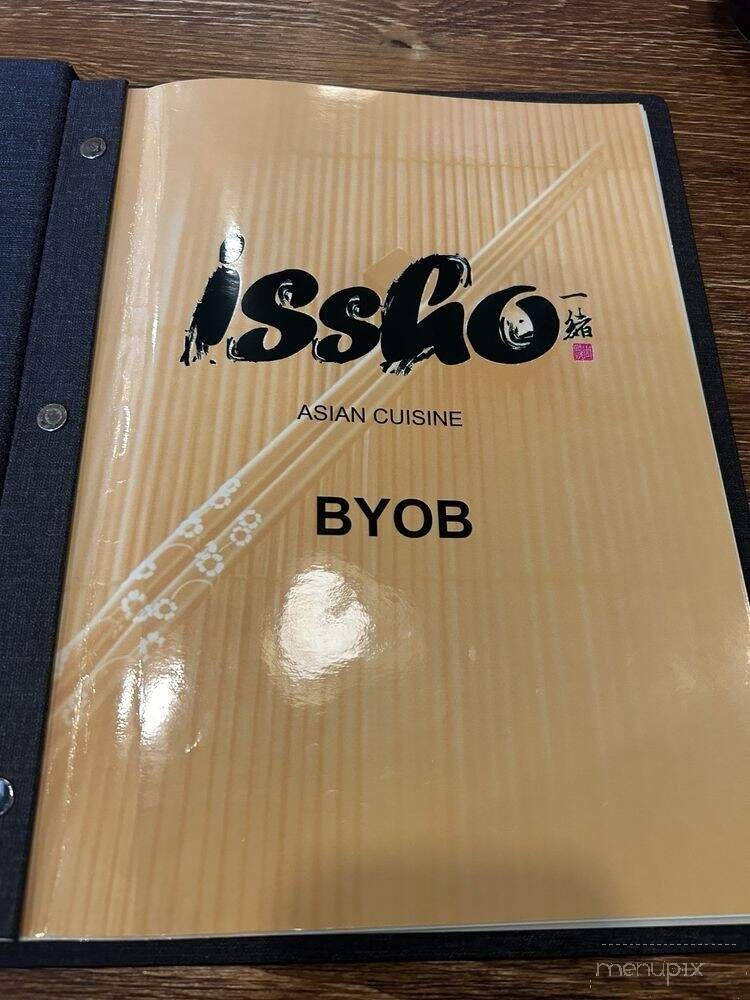 issho
一緒
ASIAN CUISINE
BYOB
menupix